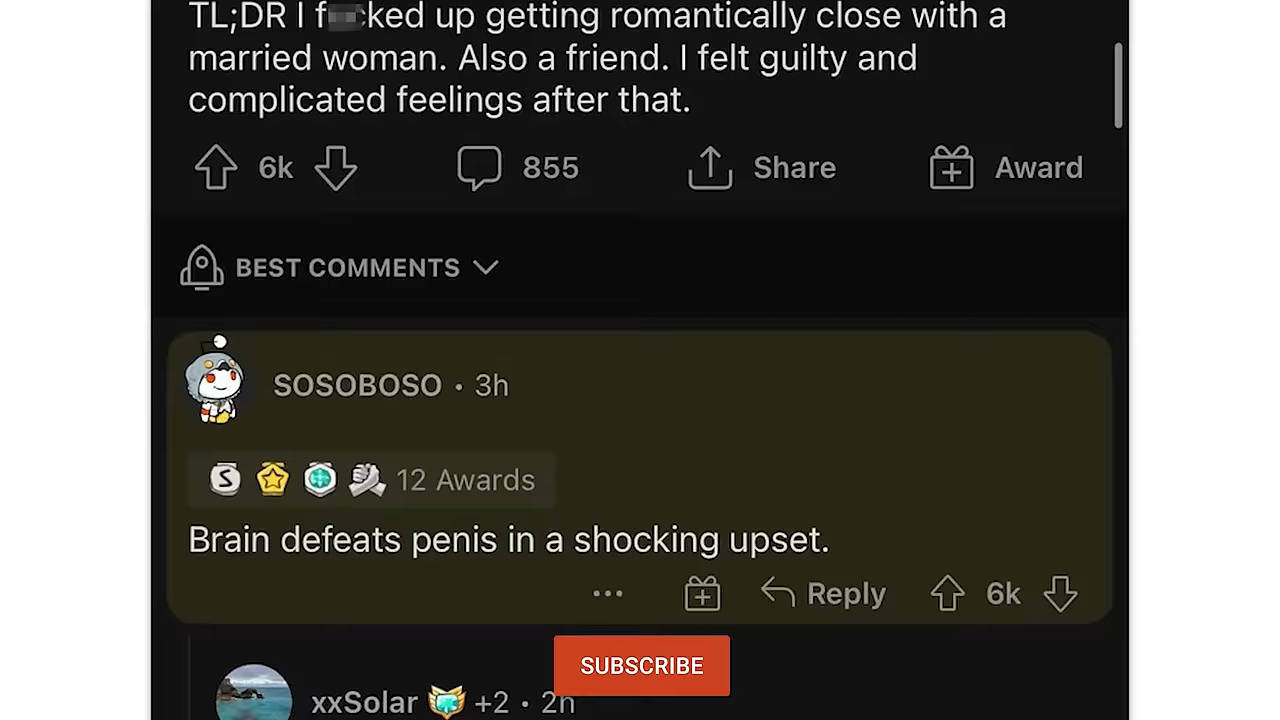 TL;DR I f cked up getting romantically close with a
married woman. Also a friend. I felt guilty and
complicated feelings after that.
6k 855 Share Award
BEST COMMENTS
SOSOBOSO • 3h
12 Awards
Brain defeats penis in a shocking upset.
... Reply 6k
SUBSCRIBE
xxSolar +2 • 2h